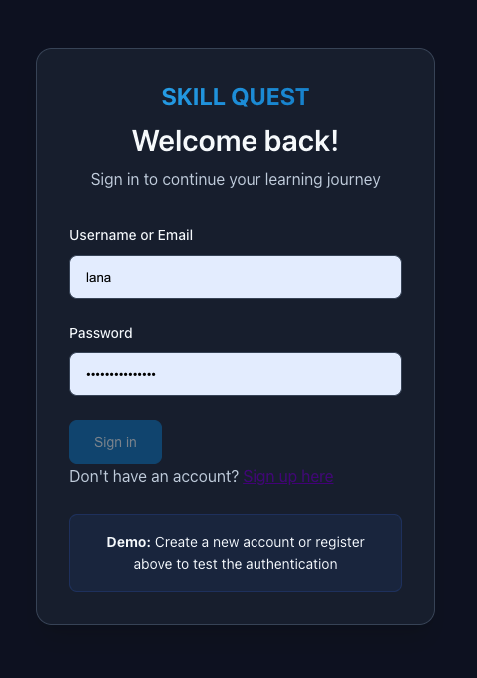 SKILL QUEST
Welcome back!
Sign in to continue your learning journey
Username or Email
lana
Password
•••••••••••••••
Sign in
Don't have an account? Sign up here
Demo: Create a new account or register
above to test the authentication